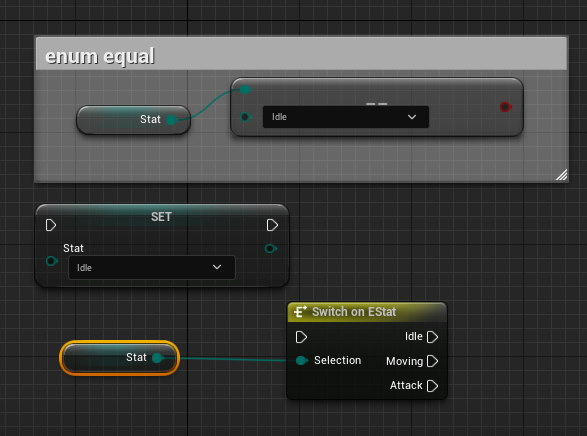 enum equal
Stat
==
Idle
SET
Stat
Idle
Switch on EStat
Idle
Stat
Selection
Moving
Attack